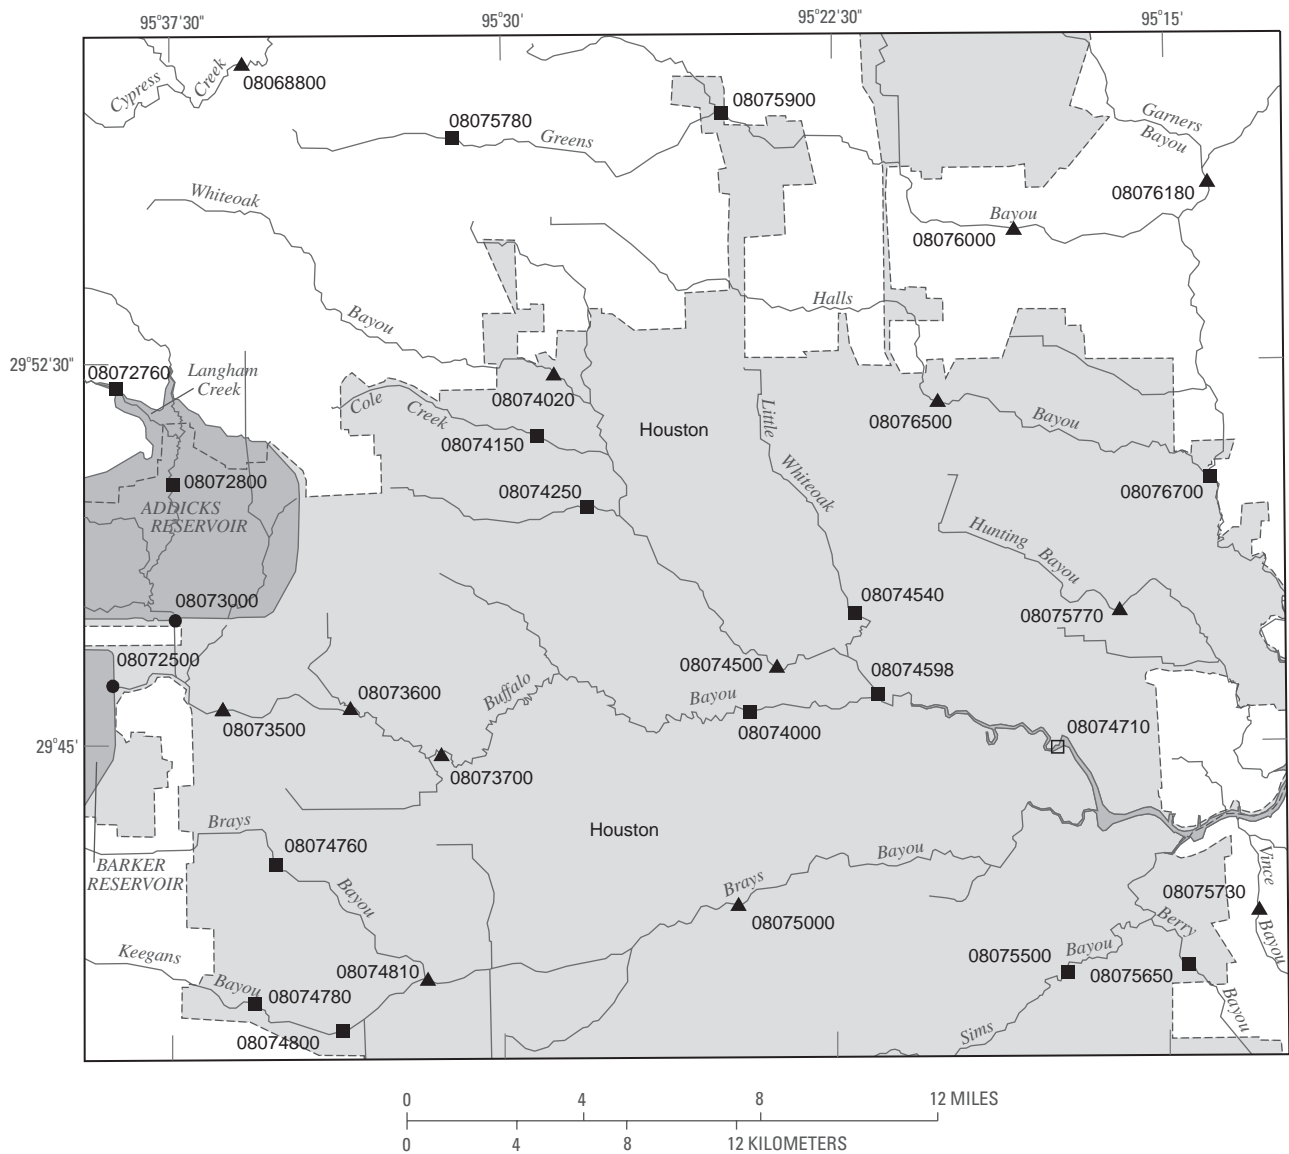 95°37'30"
95°30'
95°22'30"
95°15'
Cypress
Creek
08068800
08075780
Greens
08075900
Garners
Bayou
08076180
Whiteoak
Bayou
08076000
Bayou
Halls
29°52'30"
08072760
Langham
Creek
08074020
Cole
Creek
08074150
Houston
Little
Whiteoak
08076500
Bayou
08074250
08076700
08072800
ADDICKS
RESERVOIR
Hunting
Bayou
08073000
08074540
08075770
08072500
08074500
08074598
08073600
Buffalo
Bayou
08073500
08074000
08074710
29°45'
08073700
Brays
08074760
Houston
Bayou
BARKER
RESERVOIR
Bayou
Brays
08075000
Vince
08075730
Bayou
Berry
Keegans
Bayou
08074810
08075500
Bayou
08075650
08074780
Bayou
08074800
Sims
0 4 8 12 MILES
0 4 8 12 KILOMETERS